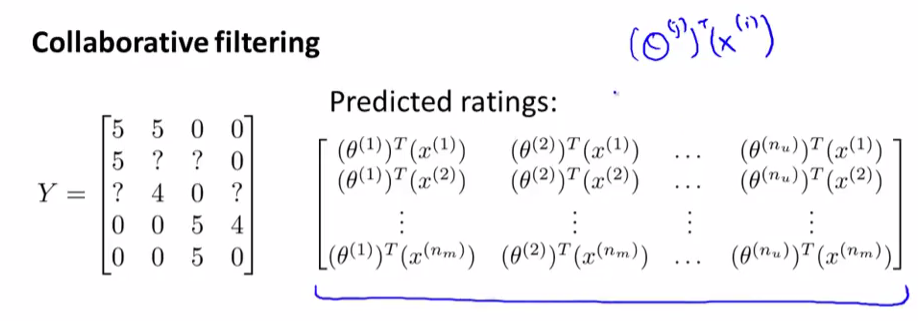 Collaborative filtering
(θ^(j))^T (x^(i))
Predicted ratings:
Y = [5 5 0 0
5 ? ? 0
? 4 0 ?
0 0 5 4
0 0 5 0]
[(θ^(1))^T(x^(1)) (θ^(2))^T(x^(1)) … (θ^(n_u))^T(x^(1))
(θ^(1))^T(x^(2)) (θ^(2))^T(x^(2)) … (θ^(n_u))^T(x^(2))
⋮ ⋮ ⋮ ⋮
(θ^(1))^T(x^(n_m)) (θ^(2))^T(x^(n_m)) … (θ^(n_u))^T(x^(n_m))]